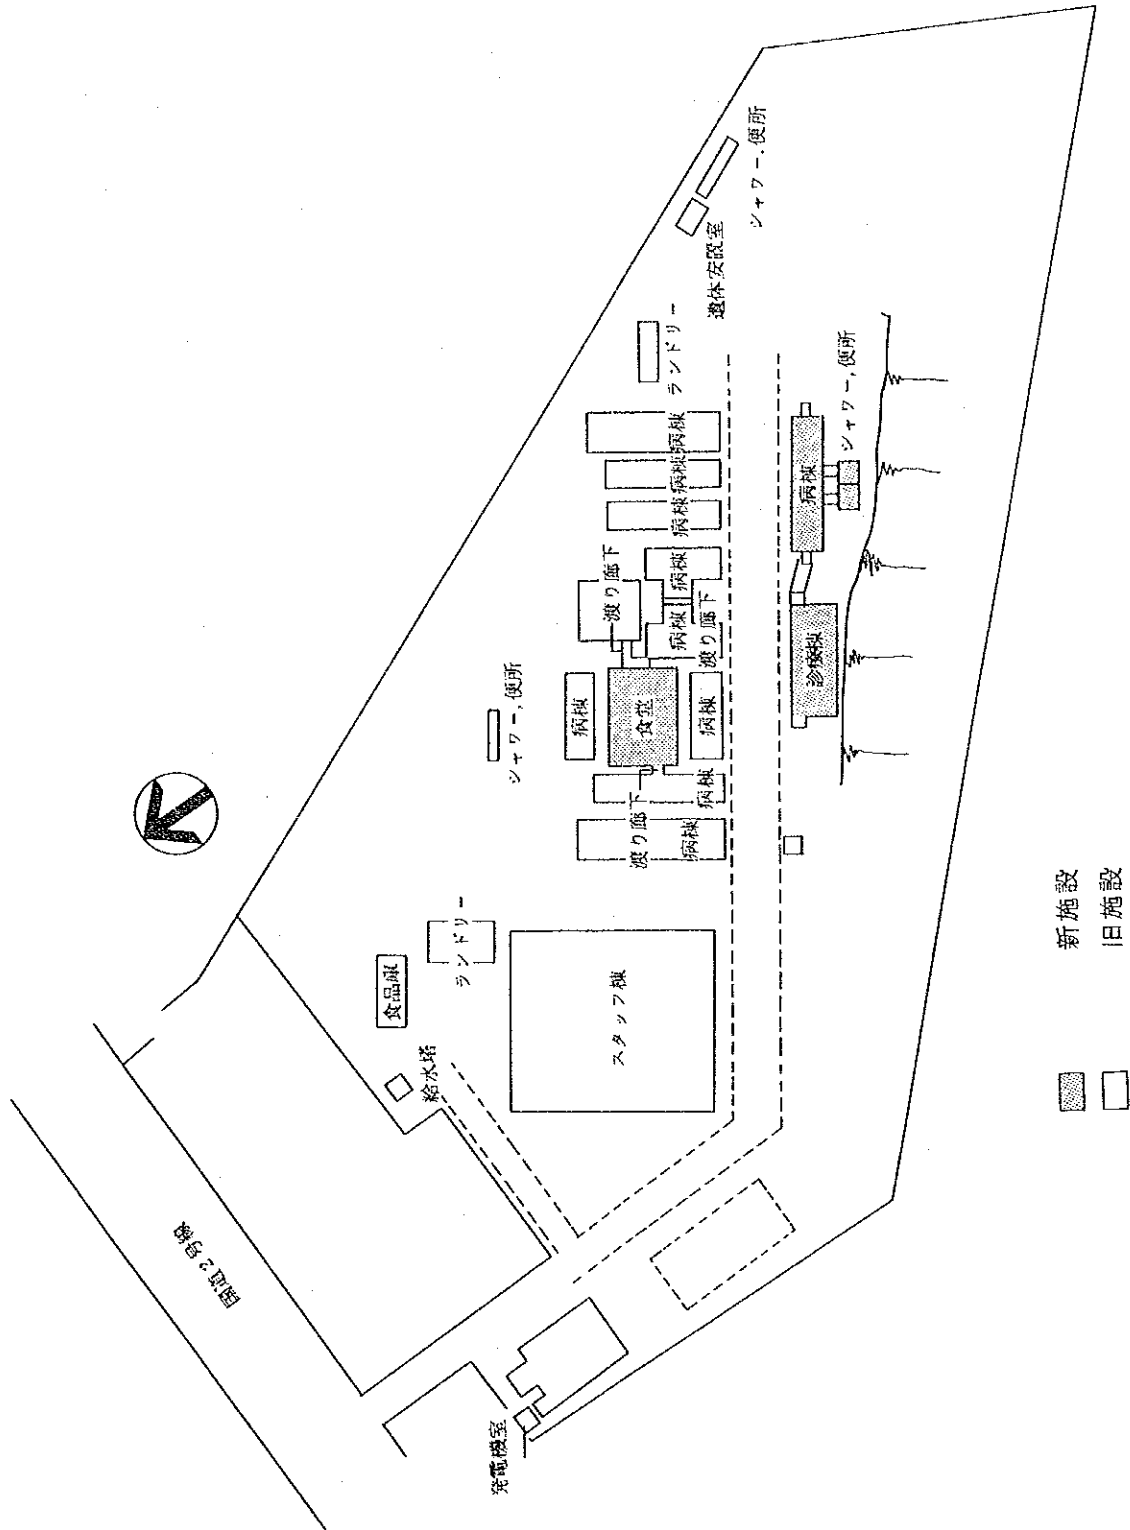 国道2号線
発電機室
給水塔
食品庫
ランドリー
スタッフ棟
シャワー,便所
渡り廊下
病棟
病棟
病棟
食堂
病棟
渡り廊下
病棟
病棟
渡り廊下
病棟
病棟
病棟
ランドリー
遺体安置室
シャワー,便所
診療棟
病棟
シャワー,便所
新施設
旧施設